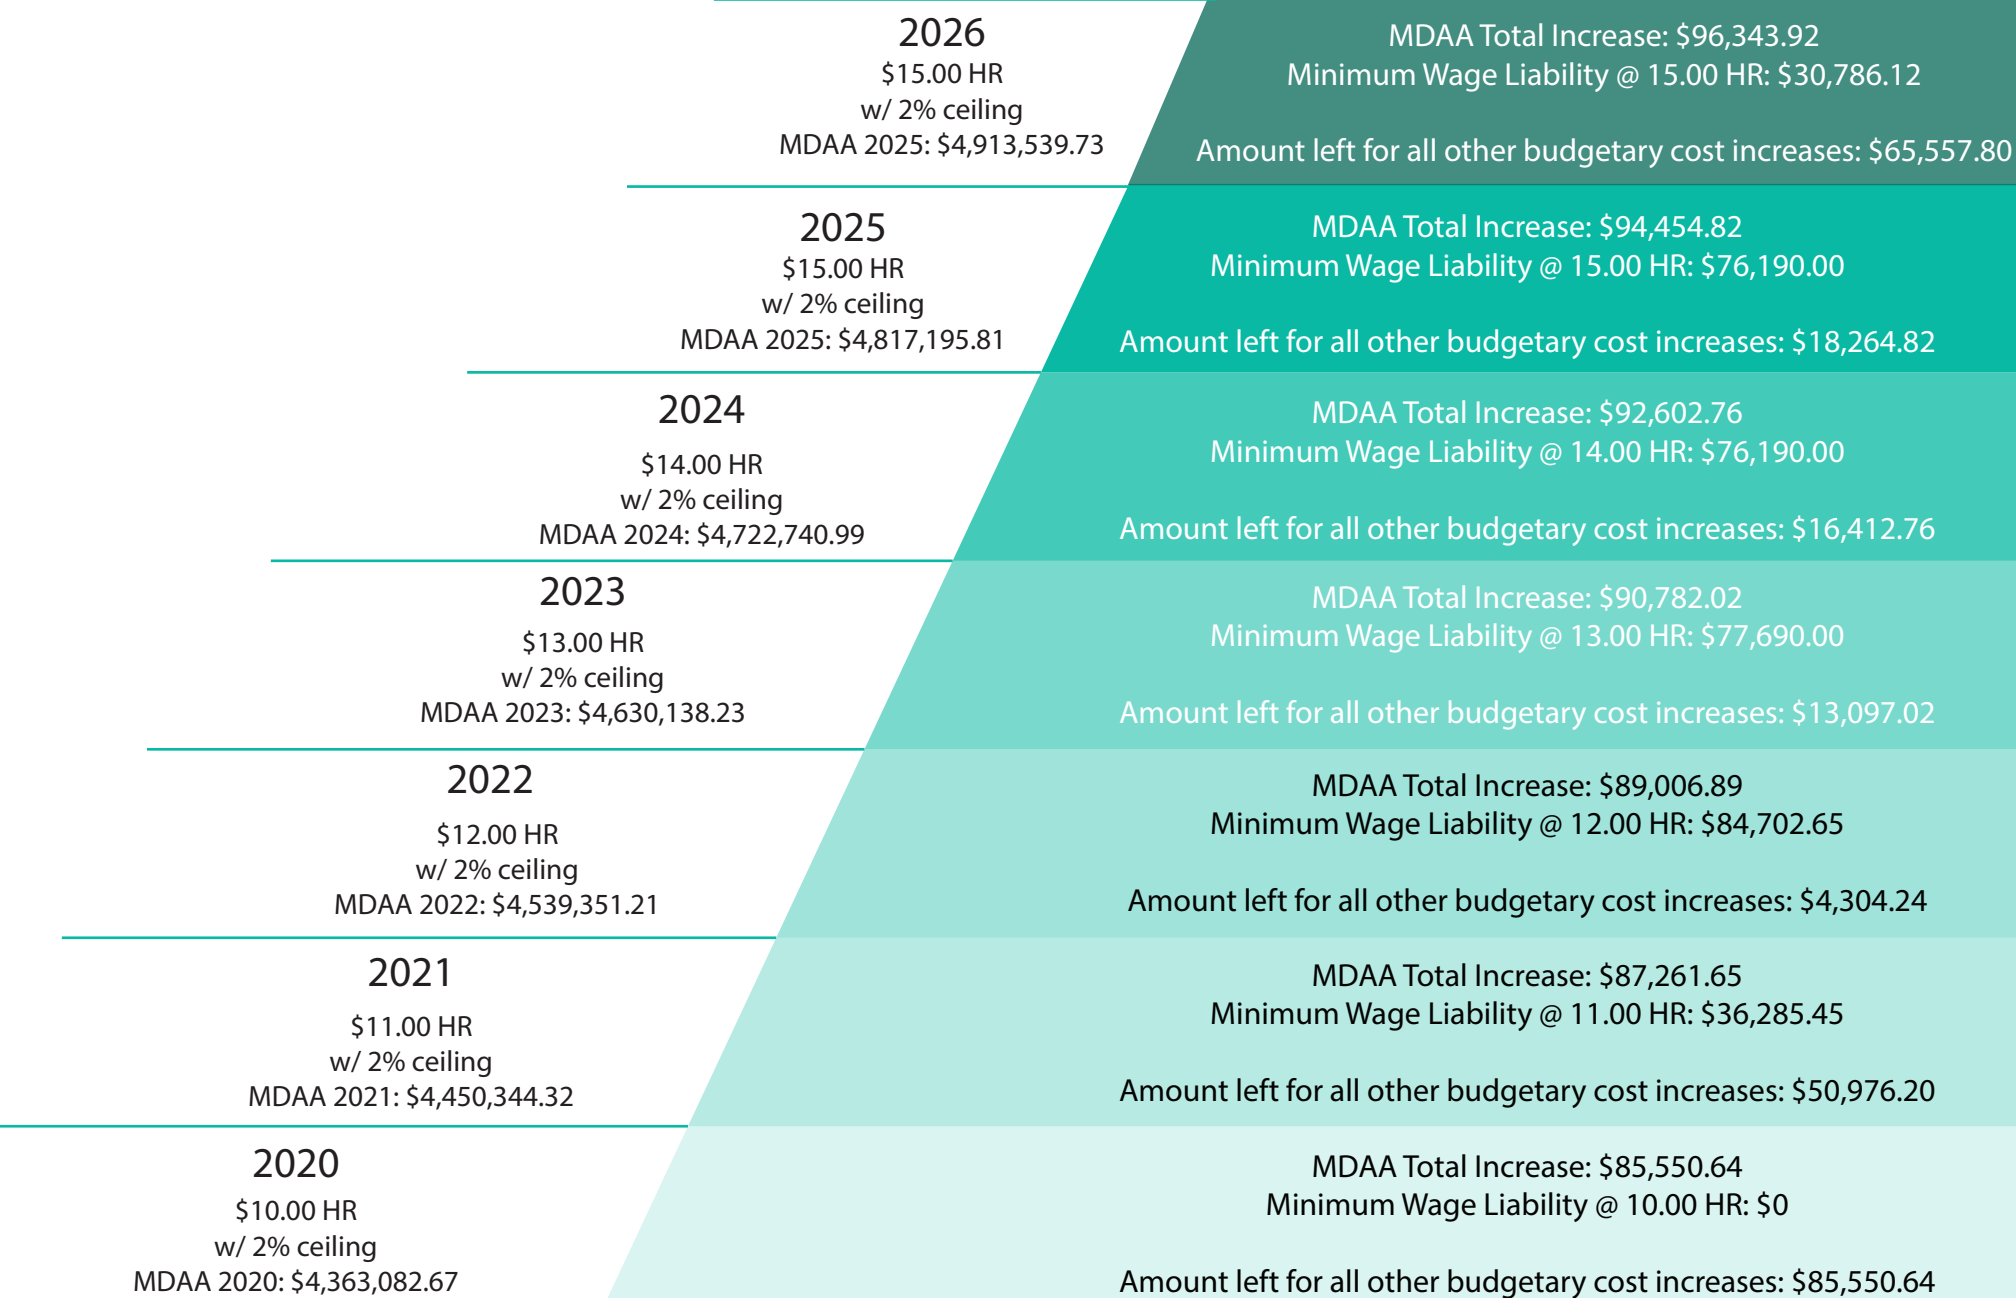 2026
$15.00 HR
w/ 2% ceiling
MDAA 2025: $4,913,539.73
MDAA Total Increase: $96,343.92
Minimum Wage Liability @ 15.00 HR: $30,786.12
Amount left for all other budgetary cost increases: $65,557.80
2025
$15.00 HR
w/ 2% ceiling
MDAA 2025: $4,817,195.81
MDAA Total Increase: $94,454.82
Minimum Wage Liability @ 15.00 HR: $76,190.00
Amount left for all other budgetary cost increases: $18,264.82
2024
$14.00 HR
w/ 2% ceiling
MDAA 2024: $4,722,740.99
MDAA Total Increase: $92,602.76
Minimum Wage Liability @ 14.00 HR: $76,190.00
Amount left for all other budgetary cost increases: $16,412.76
2023
$13.00 HR
w/ 2% ceiling
MDAA 2023: $4,630,138.23
MDAA Total Increase: $90,782.02
Minimum Wage Liability @ 13.00 HR: $77,690.00
Amount left for all other budgetary cost increases: $13,097.02
2022
$12.00 HR
w/ 2% ceiling
MDAA 2022: $4,539,351.21
MDAA Total Increase: $89,006.89
Minimum Wage Liability @ 12.00 HR: $84,702.65
Amount left for all other budgetary cost increases: $4,304.24
2021
$11.00 HR
w/ 2% ceiling
MDAA 2021: $4,450,344.32
MDAA Total Increase: $87,261.65
Minimum Wage Liability @ 11.00 HR: $36,285.45
Amount left for all other budgetary cost increases: $50,976.20
2020
$10.00 HR
w/ 2% ceiling
MDAA 2020: $4,363,082.67
MDAA Total Increase: $85,550.64
Minimum Wage Liability @ 10.00 HR: $0
Amount left for all other budgetary cost increases: $85,550.64